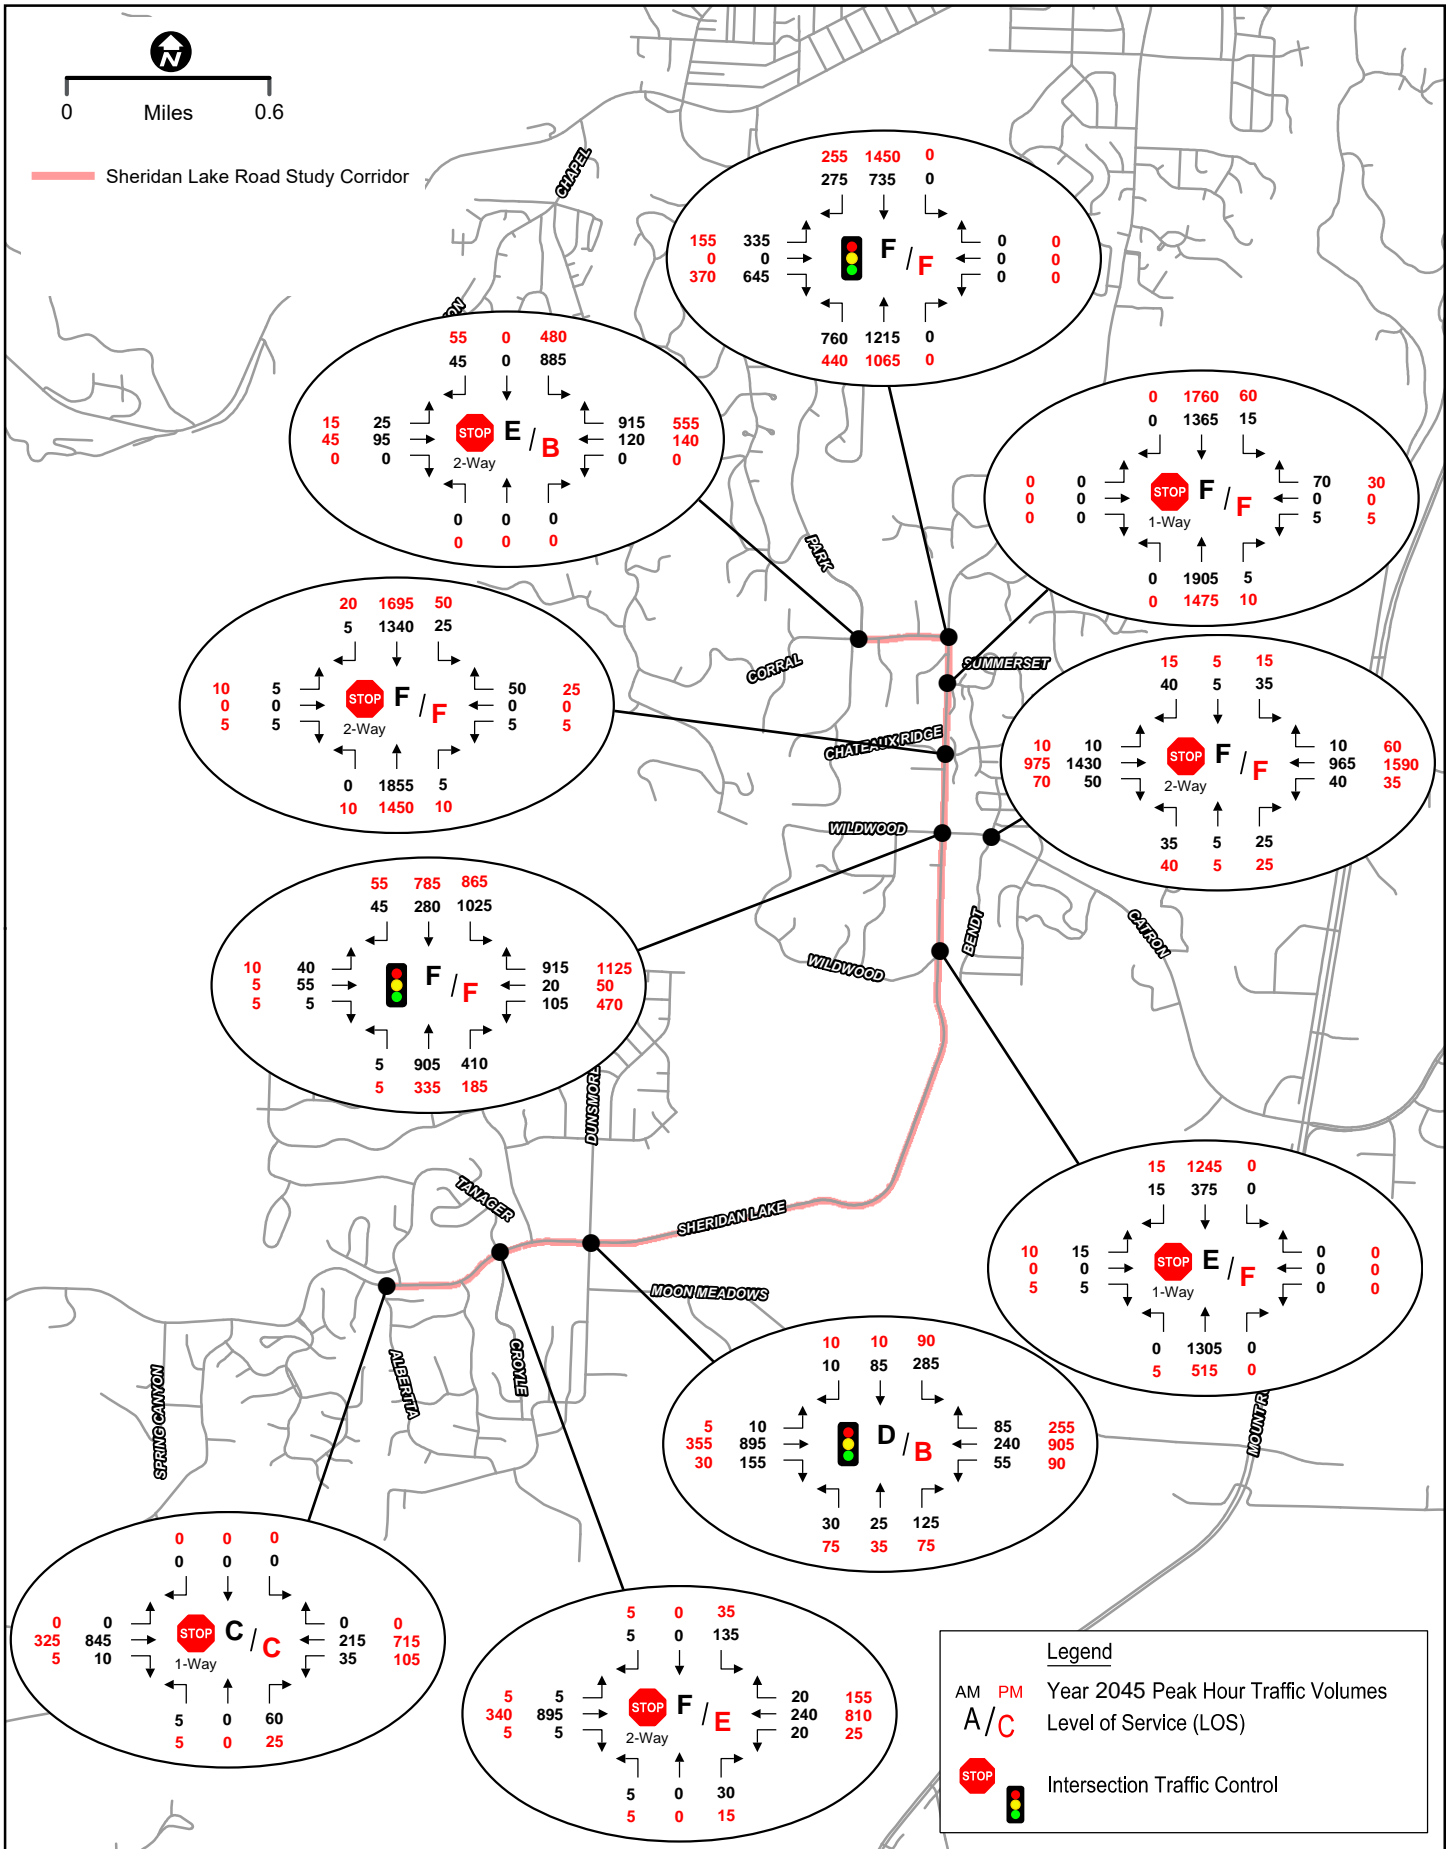 N
0 Miles 0.6
Sheridan Lake Road Study Corridor
CHAPEL
255 1450 0
275 735 0
155 335 0 0
0 0 F / F 0 0
370 645 0 0
760 1215 0
440 1065 0
ON
55 0 480
45 0 885
15 25 915 555
45 95 STOP E / B 120 140
0 0 2-Way 0 0
0 0 0
0 0 0
0 1760 60
0 1365 15
0 0 70 30
0 0 STOP F / F 0 0
0 0 1-Way 5 5
0 1905 5
0 1475 10
PARK
20 1695 50
5 1340 25
10 5 50 25
0 0 STOP F / F 0 0
5 5 2-Way 5 5
0 1855 5
10 1450 10
CORRAL
SUMMERSET
CHATEAUX RIDGE
15 5 15
40 5 35
10 10 10 60
975 1430 STOP F / F 965 1590
70 50 2-Way 40 35
35 5 25
40 5 25
WILDWOOD
BENDT
CATRON
WILDWOOD
55 785 865
45 280 1025
10 40 915 1125
5 55 F / F 20 50
5 5 105 470
5 905 410
5 335 185
DUNSMORE
TANAGER
SHERIDAN LAKE
MOON MEADOWS
15 1245 0
15 375 0
10 15 0 0
0 0 STOP E / F 0 0
5 5 1-Way 0 0
0 1305 0
5 515 0
MOUNT R
SPRING CANYON
ALBERTTA
CROYLE
10 10 90
10 85 285
5 10 85 255
355 895 D / B 240 905
30 155 55 90
30 25 125
75 35 75
0 0 0
0 0 0
0 0 0 0
325 845 STOP C / C 215 715
5 10 1-Way 35 105
5 0 60
5 0 25
5 0 35
5 0 135
5 5 20 155
340 895 STOP F / E 240 810
5 5 2-Way 20 25
5 0 30
5 0 15
Legend
AM PM Year 2045 Peak Hour Traffic Volumes
A/C Level of Service (LOS)
STOP Intersection Traffic Control